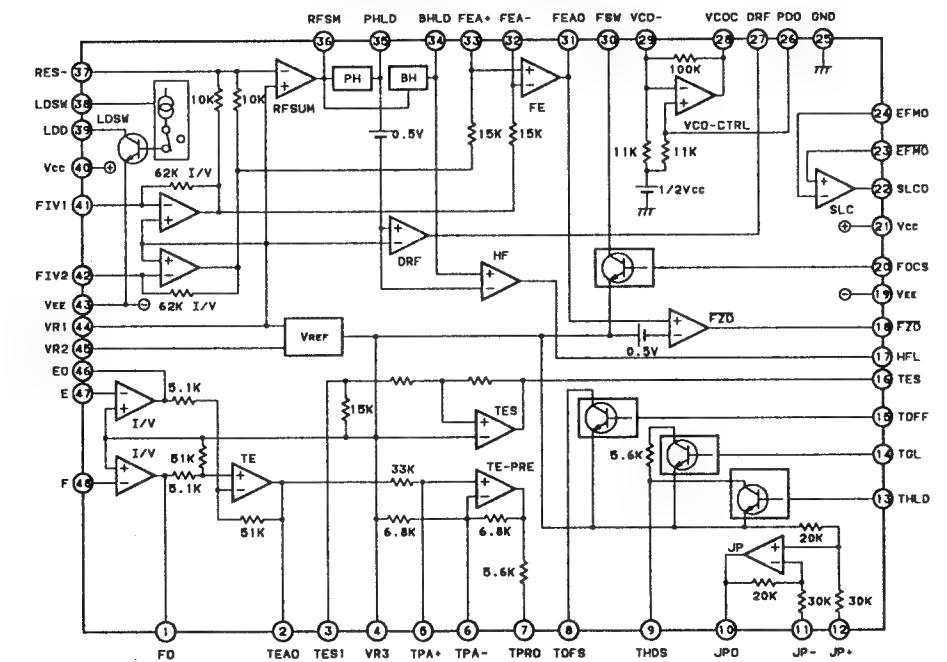 RFSM PHLD BHLD FEA+ FEA- FEAO FSW VCO- VCOC DRF PDO GND
36 35 34 33 32 31 30 29 28 27 26 25
RES- 37
LDSW 38
LDSW
LDD 39
Vcc 40
FIV1 41
FIV2 42
VEE 43
VR1 44
VR2 45
EO 46
E 47
F 48
10K 10K
RFSUM
PH
BH
0.5V
FE
15K 15K
100K
VCO-CTRL
11K 11K
1/2Vcc
62K I/V
62K I/V
DRF
HF
SLC
VREF
FZO
0.5V
24 EFMO
23 EFMO
22 SLCO
21 Vcc
20 FOCS
19 VEE
18 FZO
17 HFL
16 TES
15 TOFF
14 TGL
13 THLD
5.1K
I/V
I/V
51K
5.1K
TE
51K
15K
TES
33K
TE-PRE
6.8K
6.8K
5.6K
5.6K
20K
JP
20K
30K
30K
1 2 3 4 5 6 7 8 9 10 11 12
FO TEAO TESI VR3 TPA+ TPA- TPRO TOFS THDS JPO JP- JP+